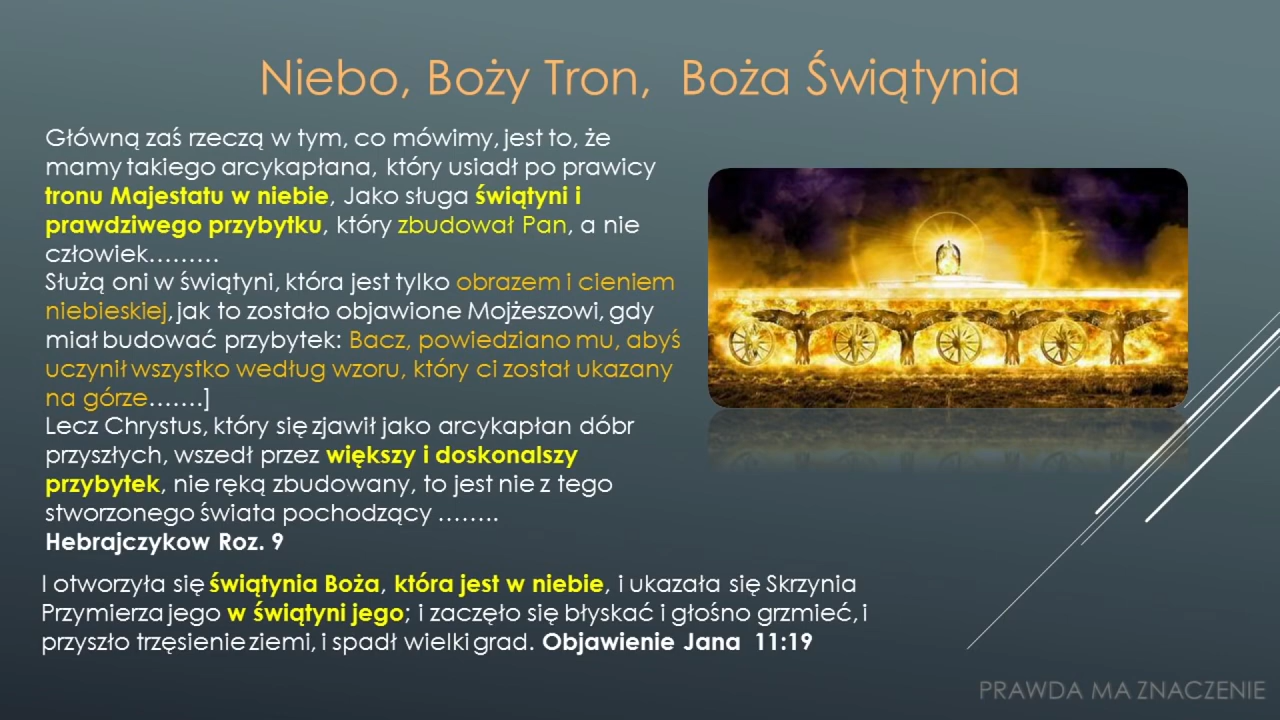 Niebo, Boży Tron, Boża Świątynia
Główną zaś rzeczą w tym, co mówimy, jest to, że
mamy takiego arcykapłana, który usiadł po prawicy
tronu Majestatu w niebie, Jako sługa świątyni i
prawdziwego przybytku, który zbudował Pan, a nie
człowiek………
Służą oni w świątyni, która jest tylko obrazem i cieniem
niebieskiej, jak to zostało objawione Mojżeszowi, gdy
miał budować przybytek: Bacz, powiedziano mu, abyś
uczynił wszystko według wzoru, który ci został ukazany
na górze…….]
Lecz Chrystus, który się zjawił jako arcykapłan dóbr
przyszłych, wszedł przez większy i doskonalszy
przybytek, nie ręką zbudowany, to jest nie z tego
stworzonego świata pochodzący ……..
Hebrajczykow Roz. 9
I otworzyła się świątynia Boża, która jest w niebie, i ukazała się Skrzynia
Przymierza jego w świątyni jego; i zaczęło się błyskać i głośno grzmieć, i
przyszło trzęsienie ziemi, i spadł wielki grad. Objawienie Jana 11:19
PRAWDA MA ZNACZENIE